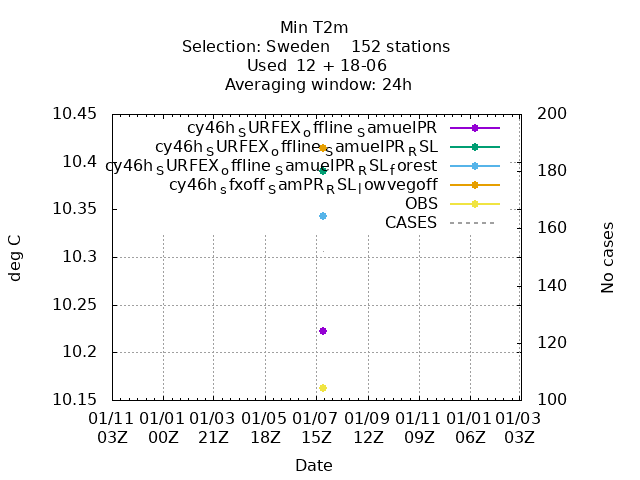 Min T2m
Selection: Sweden 152 stations
Used 12 + 18-06
Averaging window: 24h
10.45
10.4
10.35
10.3
10.25
10.2
10.15
deg C
cy46h_SURFEX_offline_SamuelPR
cy46h_SURFEX_offline_SamuelPR_RSL
cy46h_SURFEX_offline_SamuelPR_RSL_forest
cy46h_sfxoff_SamPR_RSL_lowvegoff
OBS
CASES
200
180
160
140
120
100
No cases
01/11 01/01 01/03 01/05 01/07 01/09 01/11 01/01 01/03
03Z 00Z 21Z 18Z 15Z 12Z 09Z 06Z 03Z
Date